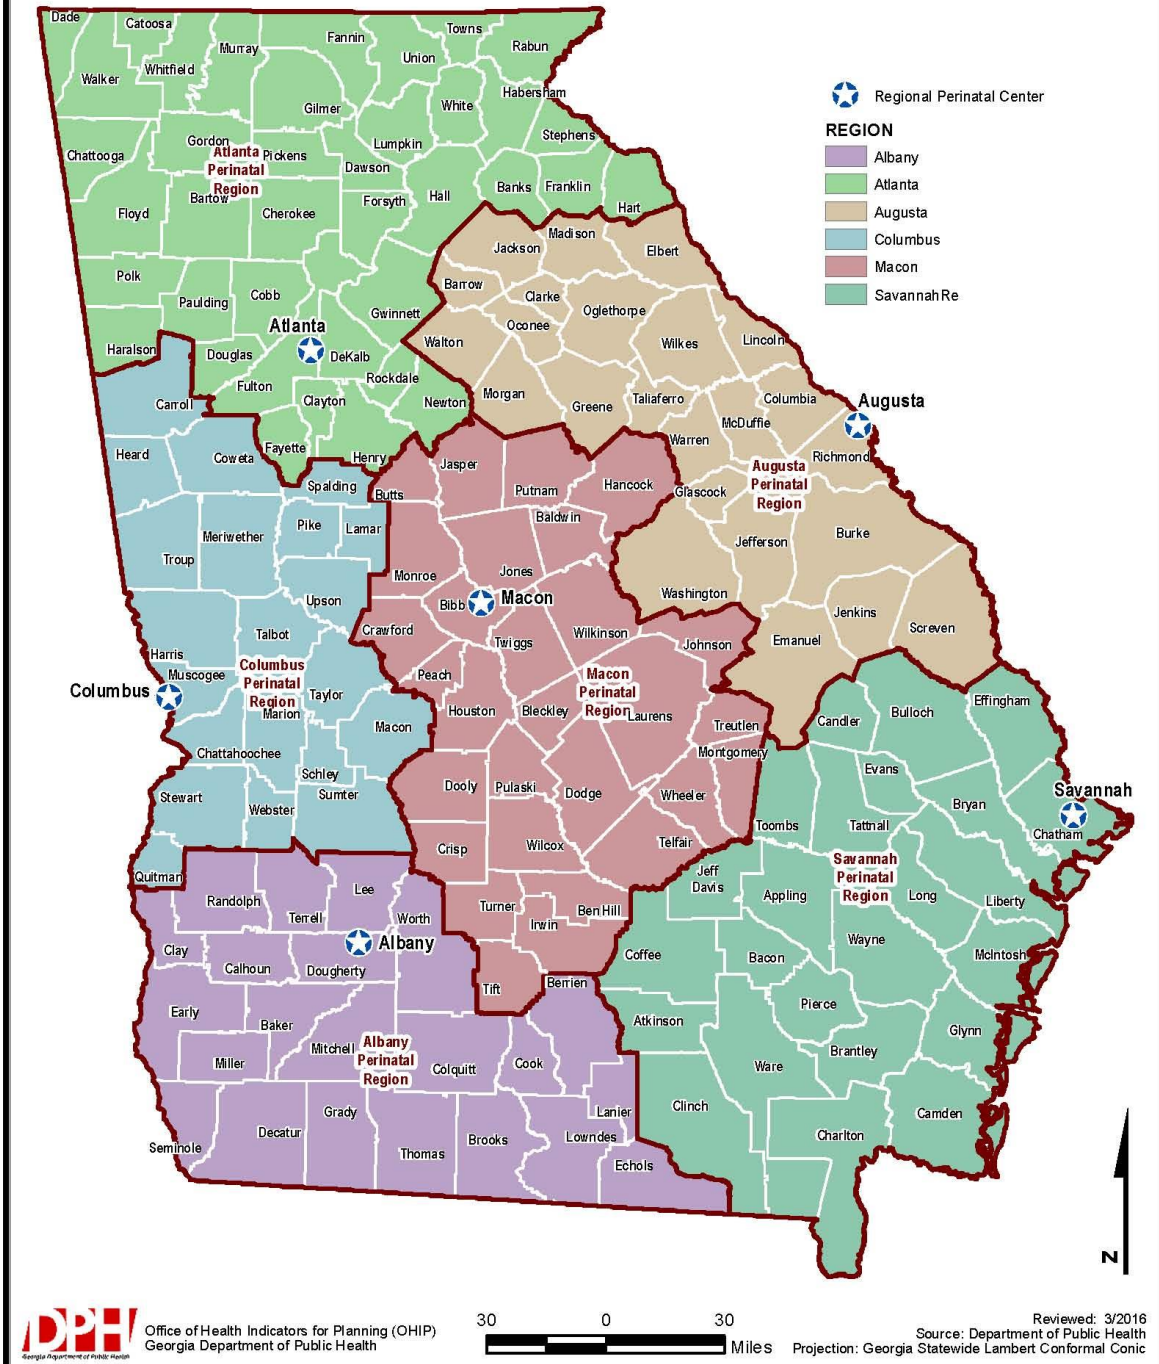 Dade
Catoosa
Fannin
Towns
Murray
Union
Rabun
Walker
Whitfield
Habersham
White
Gilmer
Stephens
Gordon
Lumpkin
Chattooga
Atlanta
Perinatal
Region
Pickens
Dawson
Bartow
Forsyth
Hall
Banks
Franklin
Hart
Floyd
Cherokee
Madison
Jackson
Elbert
Polk
Barrow
Cobb
Clarke
Paulding
Oglethorpe
Gwinnett
Oconee
Atlanta
Walton
Wilkes
Lincoln
Haralson
Douglas
DeKalb
Fulton
Rockdale
Carroll
Clayton
Newton
Morgan
Greene
Taliaferro
Columbia
Augusta
McDuffie
Warren
Richmond
Heard
Coweta
Fayette
Henry
Jasper
Augusta
Perinatal
Region
Spalding
Butts
Putnam
Hancock
Glascock
Baldwin
Pike
Lamar
Meriwether
Troup
Jefferson
Burke
Monroe
Jones
Upson
Bibb
Macon
Washington
Jenkins
Screven
Talbot
Crawford
Twiggs
Wilkinson
Johnson
Emanuel
Harris
Muscogee
Columbus
Perinatal
Region
Columbus
Taylor
Peach
Macon
Perinatal
Region
Marion
Macon
Houston
Bleckley
Laurens
Treutlen
Candler
Bulloch
Effingham
Chattahoochee
Montgomery
Schley
Evans
Stewart
Webster
Sumter
Dooly
Pulaski
Dodge
Wheeler
Savannah
Bryan
Toombs
Tattnall
Chatham
Crisp
Wilcox
Telfair
Savannah
Perinatal
Region
Quitman
Jeff
Davis
Randolph
Lee
Terrell
Worth
Turner
Irwin
Ben Hill
Appling
Long
Liberty
Clay
Albany
Calhoun
Dougherty
Coffee
Bacon
Wayne
McIntosh
Tift
Berrien
Early
Baker
Pierce
Atkinson
Glynn
Miller
Mitchell
Albany
Perinatal
Region
Colquitt
Cook
Brantley
Ware
Grady
Lanier
Clinch
Camden
Seminole
Decatur
Thomas
Brooks
Lowndes
Charlton
Echols
Regional Perinatal Center
REGION
Albany
Atlanta
Augusta
Columbus
Macon
SavannahRe
N
DPH
Georgia Department of Public Health
Office of Health Indicators for Planning (OHIP)
Georgia Department of Public Health
30 0 30
Miles
Reviewed: 3/2016
Source: Department of Public Health
Projection: Georgia Statewide Lambert Conformal Conic